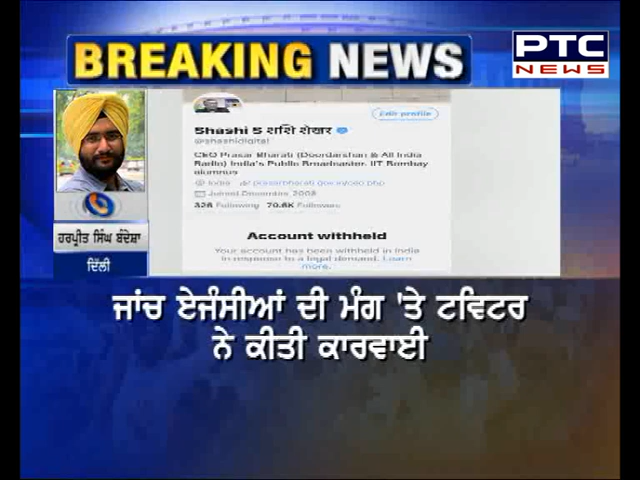 BREAKING NEWS
PTC
NEWS
Edit profile
Shashi S शशि शेखर
@shashidigital
CEO Prasar Bharati (Doordarshan & All India
Radio) India's Public Broadcaster. IIT Bombay
alumnus
India prasarbharati.gov.in/ceo.php
Joined December 2008
326 Following 70.6K Followers
Account withheld
Your account has been withheld in India
in response to a legal demand. Learn
more.
ਹਰਪ੍ਰੀਤ ਸਿੰਘ ਬੰਦੇਸ਼ਾ
ਦਿੱਲੀ
ਜਾਂਚ ਏਜੰਸੀਆਂ ਦੀ ਮੰਗ 'ਤੇ ਟਵਿਟਰ
ਨੇ ਕੀਤੀ ਕਾਰਵਾਈ